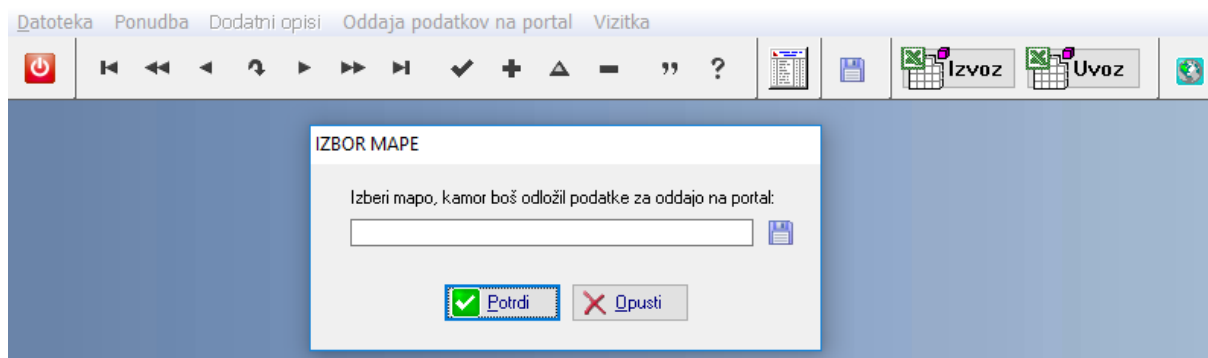 Datoteka Ponudba Dodatni opisi Oddaja podatkov na portal Vizitka
” ? Izvoz Uvoz
IZBOR MAPE
Izberi mapo, kamor boš odložil podatke za oddajo na portal:
Potrdi Opusti